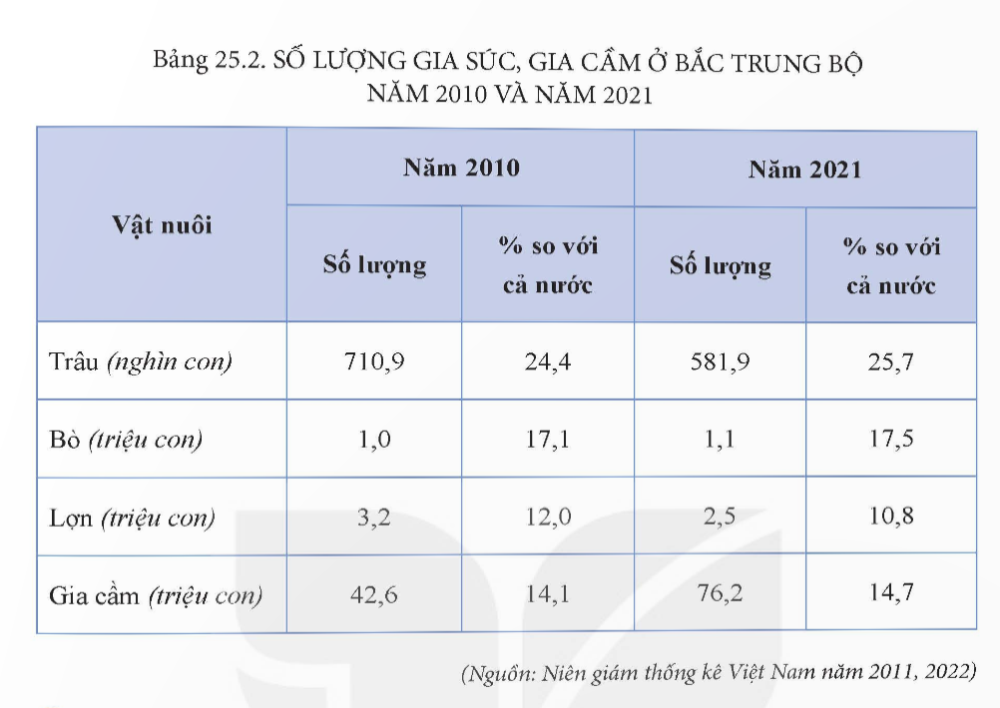 Bảng 25.2. SỐ LƯỢNG GIA SÚC, GIA CẦM Ở BẮC TRUNG BỘ
NĂM 2010 VÀ NĂM 2021
Vật nuôi Năm 2010 Năm 2021
Số lượng % so với cả nước Số lượng % so với cả nước
Trâu (nghìn con) 710,9 24,4 581,9 25,7
Bò (triệu con) 1,0 17,1 1,1 17,5
Lợn (triệu con) 3,2 12,0 2,5 10,8
Gia cầm (triệu con) 42,6 14,1 76,2 14,7
(Nguồn: Niên giám thống kê Việt Nam năm 2011, 2022)